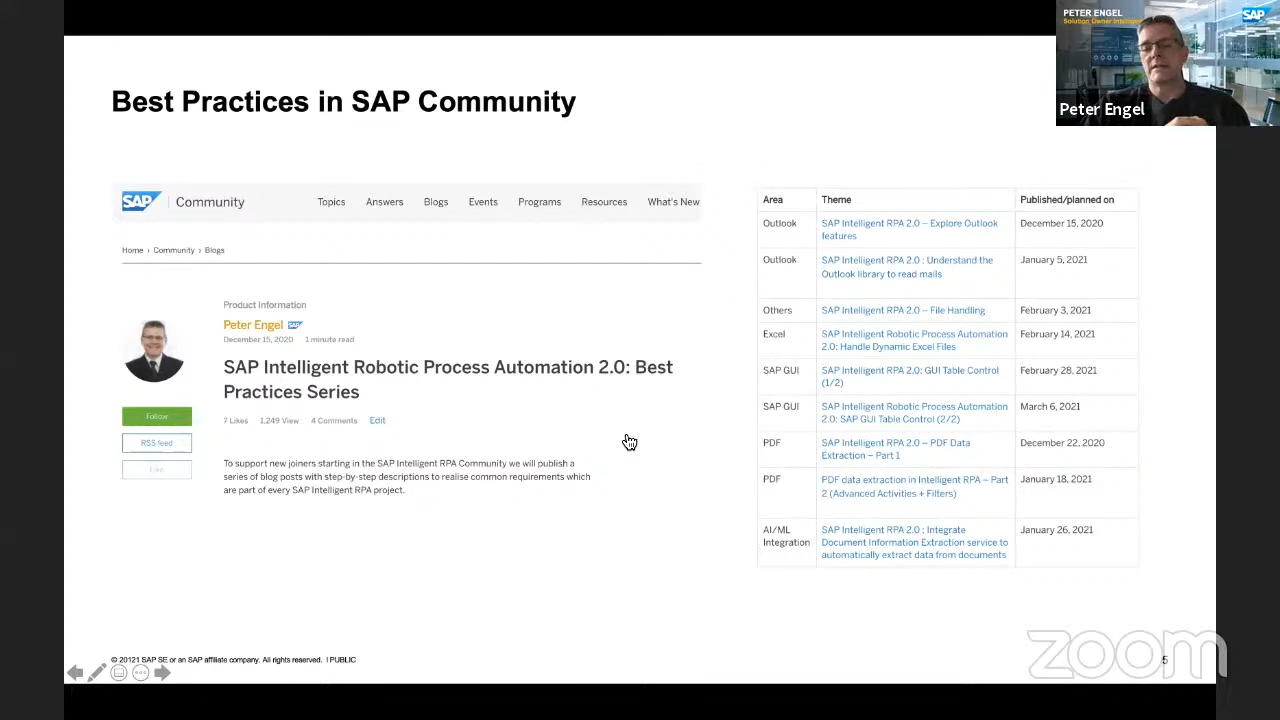 PETER ENGEL
Solution Owner Intellige
SAP
Peter Engel
Best Practices in SAP Community
SAP Community
Topics Answers Blogs Events Programs Resources What's New
Home › Community › Blogs
Product Information
Peter Engel SAP
December 15, 2020 1 minute read
SAP Intelligent Robotic Process Automation 2.0: Best
Practices Series
Follow
RSS feed
Like
7 Likes 1,249 View 4 Comments Edit
To support new joiners starting in the SAP Intelligent RPA Community we will publish a
series of blog posts with step-by-step descriptions to realise common requirements which
are part of every SAP Intelligent RPA project.
Area Theme Published/planned on
Outlook SAP Intelligent RPA 2.0 – Explore Outlook December 15, 2020
features
Outlook SAP Intelligent RPA 2.0 : Understand the January 5, 2021
Outlook library to read mails
Others SAP Intelligent RPA 2.0 – File Handling February 3, 2021
Excel SAP Intelligent Robotic Process Automation February 14, 2021
2.0: Handle Dynamic Excel Files
SAP GUI SAP Intelligent RPA 2.0: GUI Table Control February 28, 2021
(1/2)
SAP GUI SAP Intelligent Robotic Process Automation March 6, 2021
2.0: SAP GUI Table Control (2/2)
PDF SAP Intelligent RPA 2.0 – PDF Data December 22, 2020
Extraction – Part 1
PDF PDF data extraction in Intelligent RPA – Part January 18, 2021
2 (Advanced Activities + Filters)
AI/ML SAP Intelligent RPA 2.0 ; Integrate January 26, 2021
Integration Document Information Extraction service to
automatically extract data from documents
© 20121 SAP SE or an SAP affiliate company. All rights reserved. I PUBLIC
5
zoom